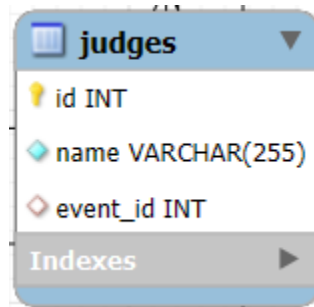 judges
id INT
name VARCHAR(255)
event_id INT
Indexes